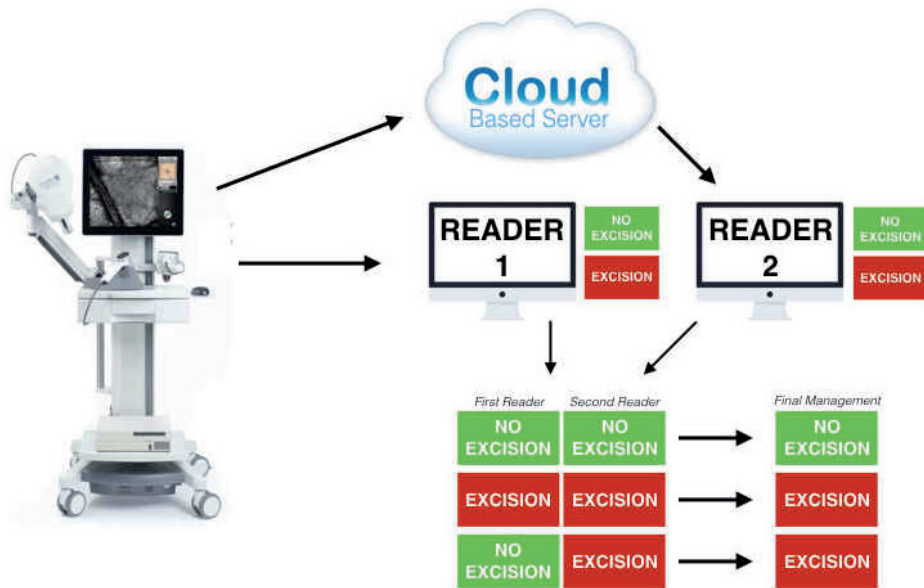 Cloud
Based Server
READER
1
NO
EXCISION
EXCISION
READER
2
NO
EXCISION
EXCISION
First Reader
Second Reader
Final Management
NO
EXCISION
NO
EXCISION
NO
EXCISION
EXCISION
EXCISION
EXCISION
NO
EXCISION
EXCISION
EXCISION